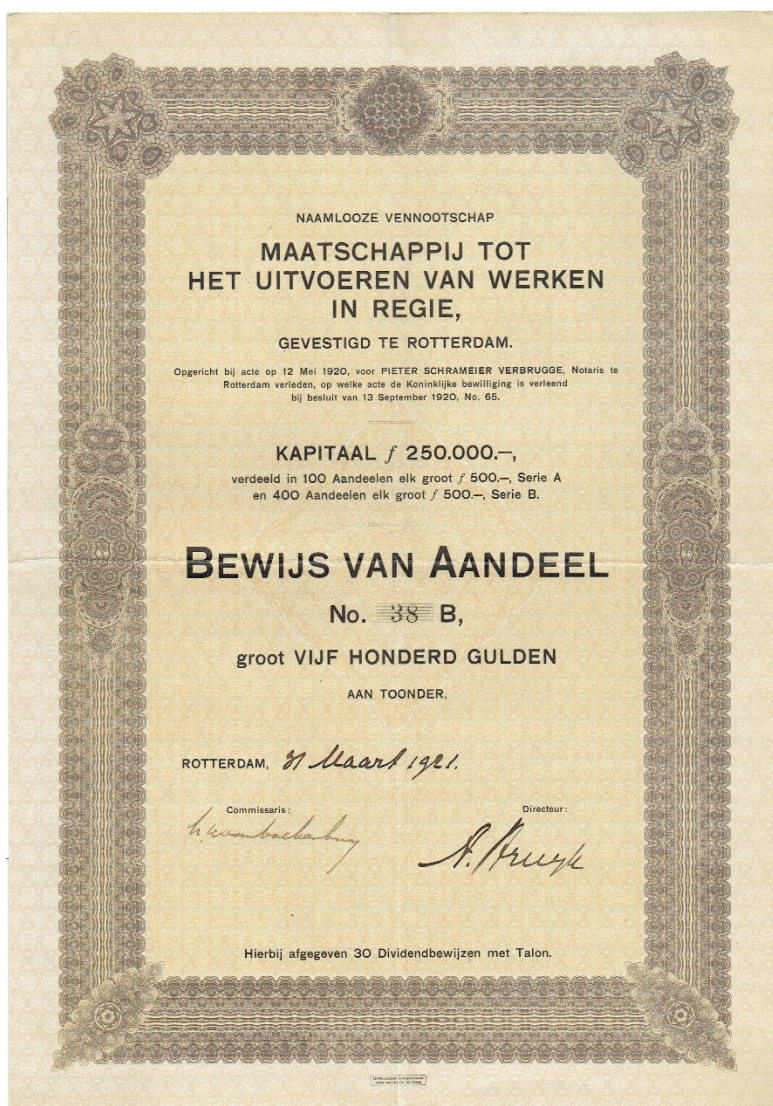 NAAMLOOZE VENNOOTSCHAP
MAATSCHAPPIJ TOT
HET UITVOEREN VAN WERKEN
IN REGIE,
GEVESTIGD TE ROTTERDAM.
Opgericht bij acte op 12 Mei 1920, voor PIETER SCHRAMEIER VERBRUGGE, Notaris te
Rotterdam verleden, op welke acte de Koninklijke bewilliging is verleend
bij besluit van 13 September 1920, No. 65.
KAPITAAL ƒ 250.000.—,
verdeeld in 100 Aandeelen elk groot ƒ 500.—, Serie A
en 400 Aandeelen elk groot ƒ 500.—, Serie B.
BEWIJS VAN AANDEEL
No. 38 B,
groot VIJF HONDERD GULDEN
AAN TOONDER.
ROTTERDAM, 31 Maart 1921.
Commissaris: Directeur:
Hierbij afgegeven 30 Dividendbewijzen met Talon.